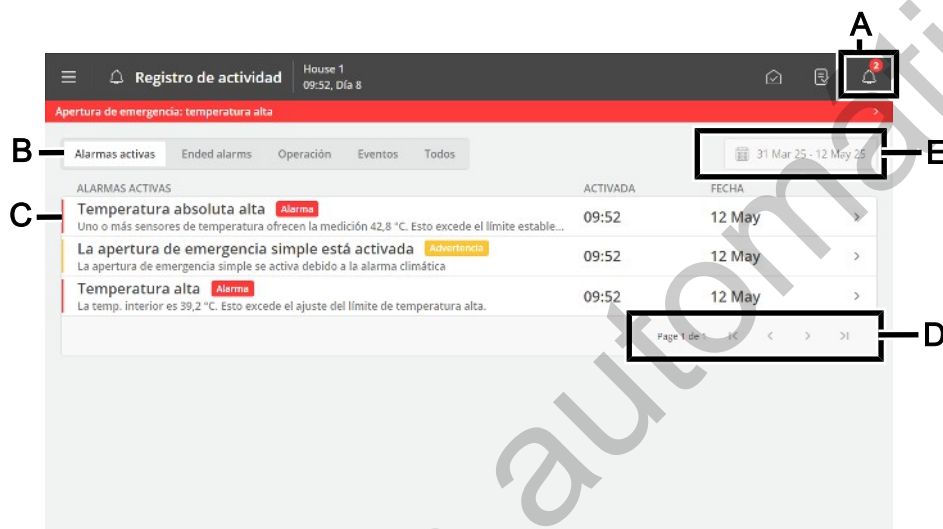 A
House 1
Registro de actividad
09:52, Día 8
2
Apertura de emergencia: temperatura alta
B
Alarmas activas Ended alarms Operación Eventos Todos
31 Mar 25 - 12 May 25
E
ALARMAS ACTIVAS ACTIVADA FECHA
C
Temperatura absoluta alta Alarma 09:52 12 May
Uno o más sensores de temperatura ofrecen la medición 42,8 °C. Esto excede el límite estable...
La apertura de emergencia simple está activada Advertencia 09:52 12 May
La apertura de emergencia simple se activa debido a la alarma climática
Temperatura alta Alarma 09:52 12 May
La temp. interior es 39,2 °C. Esto excede el ajuste del límite de temperatura alta.
Page 1 de 1
D
automati